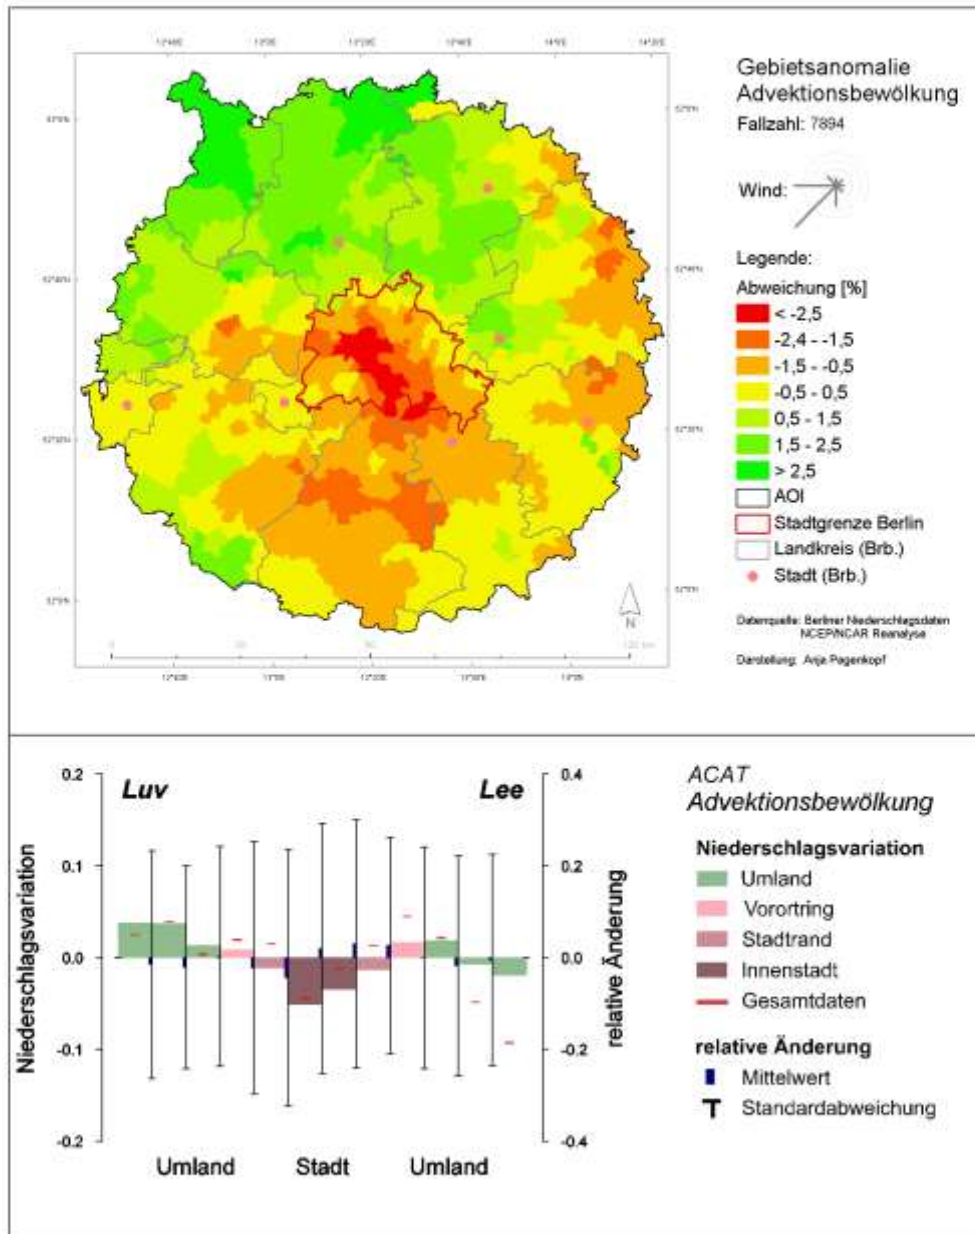 Gebietsanomalie
Advektionsbewölkung
Fallzahl: 7894
Wind:
Legende:
Abweichung [%]
< -2,5
-2,4 - -1,5
-1,5 - -0,5
-0,5 - 0,5
0,5 - 1,5
1,5 - 2,5
> 2,5
AOI
Stadtgrenze Berlin
Landkreis (Brb.)
Stadt (Brb.)
N
Datenquelle: Berliner Niederschlagsdaten
NCEP/NCAR Reanalyse
Darstellung: Anja Pagenkopf
0.2
0.1
0.0
-0.1
-0.2
Niederschlagsvariation
Luv
Lee
0.4
0.2
0.0
-0.2
-0.4
relative Änderung
Umland
Stadt
Umland
ACAT
Advektionsbewölkung
Niederschlagsvariation
Umland
Vorortring
Stadtrand
Innenstadt
Gesamtdaten
relative Änderung
Mittelwert
Standardabweichung